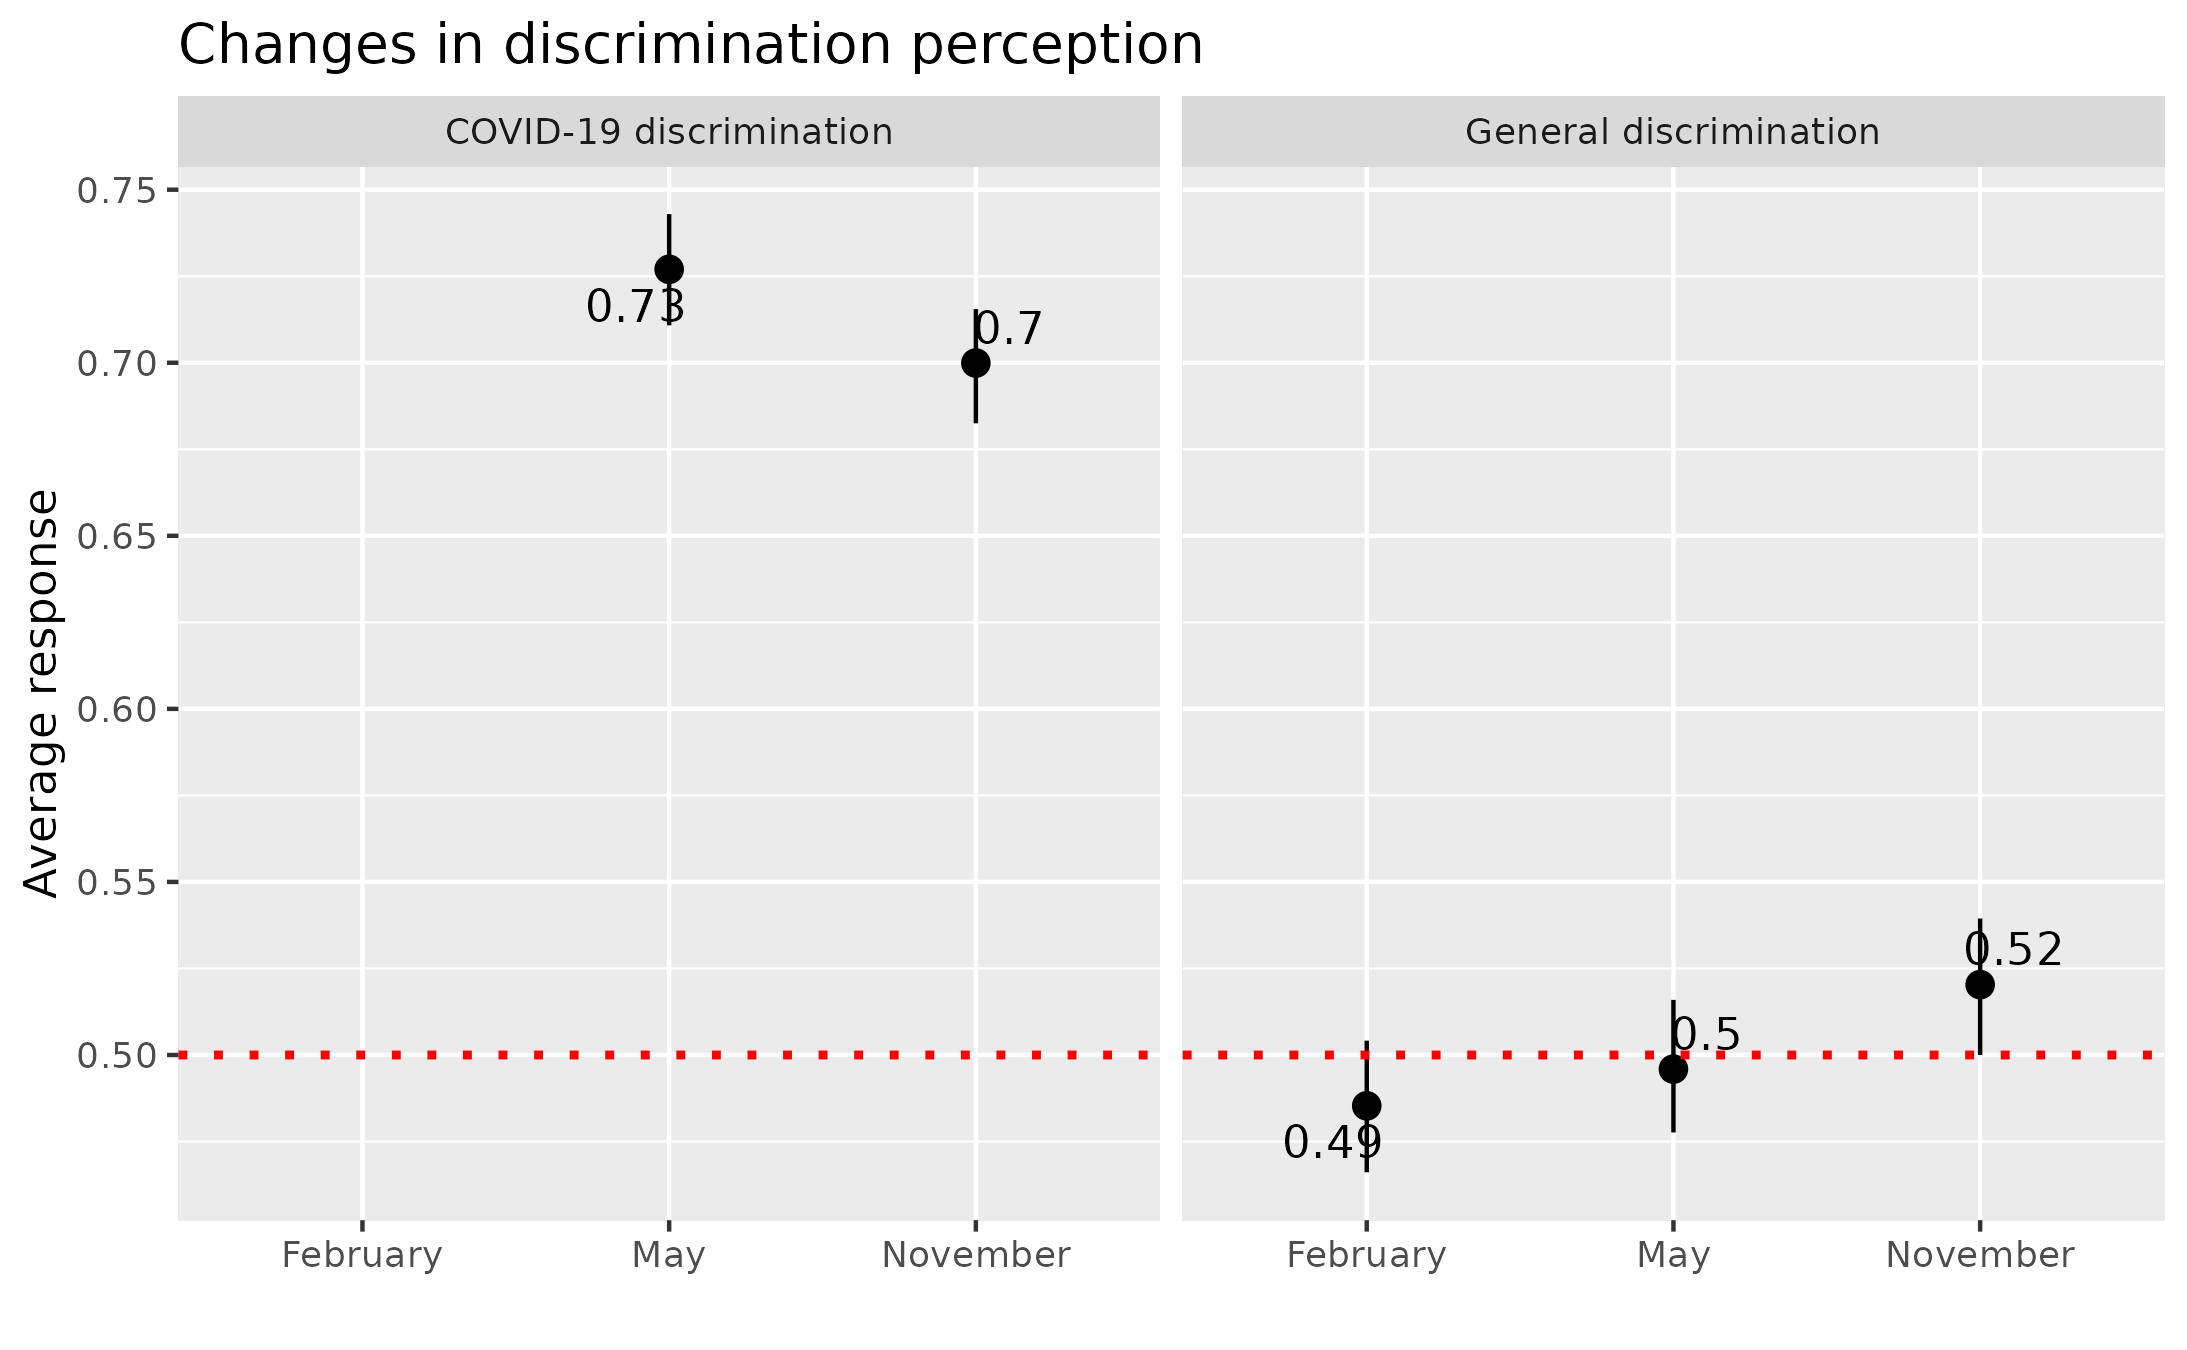 Changes in discrimination perception
COVID-19 discrimination
General discrimination
Average response
0.75
0.70
0.65
0.60
0.55
0.50
0.73
0.7
0.49
0.5
0.52
February May November
February May November